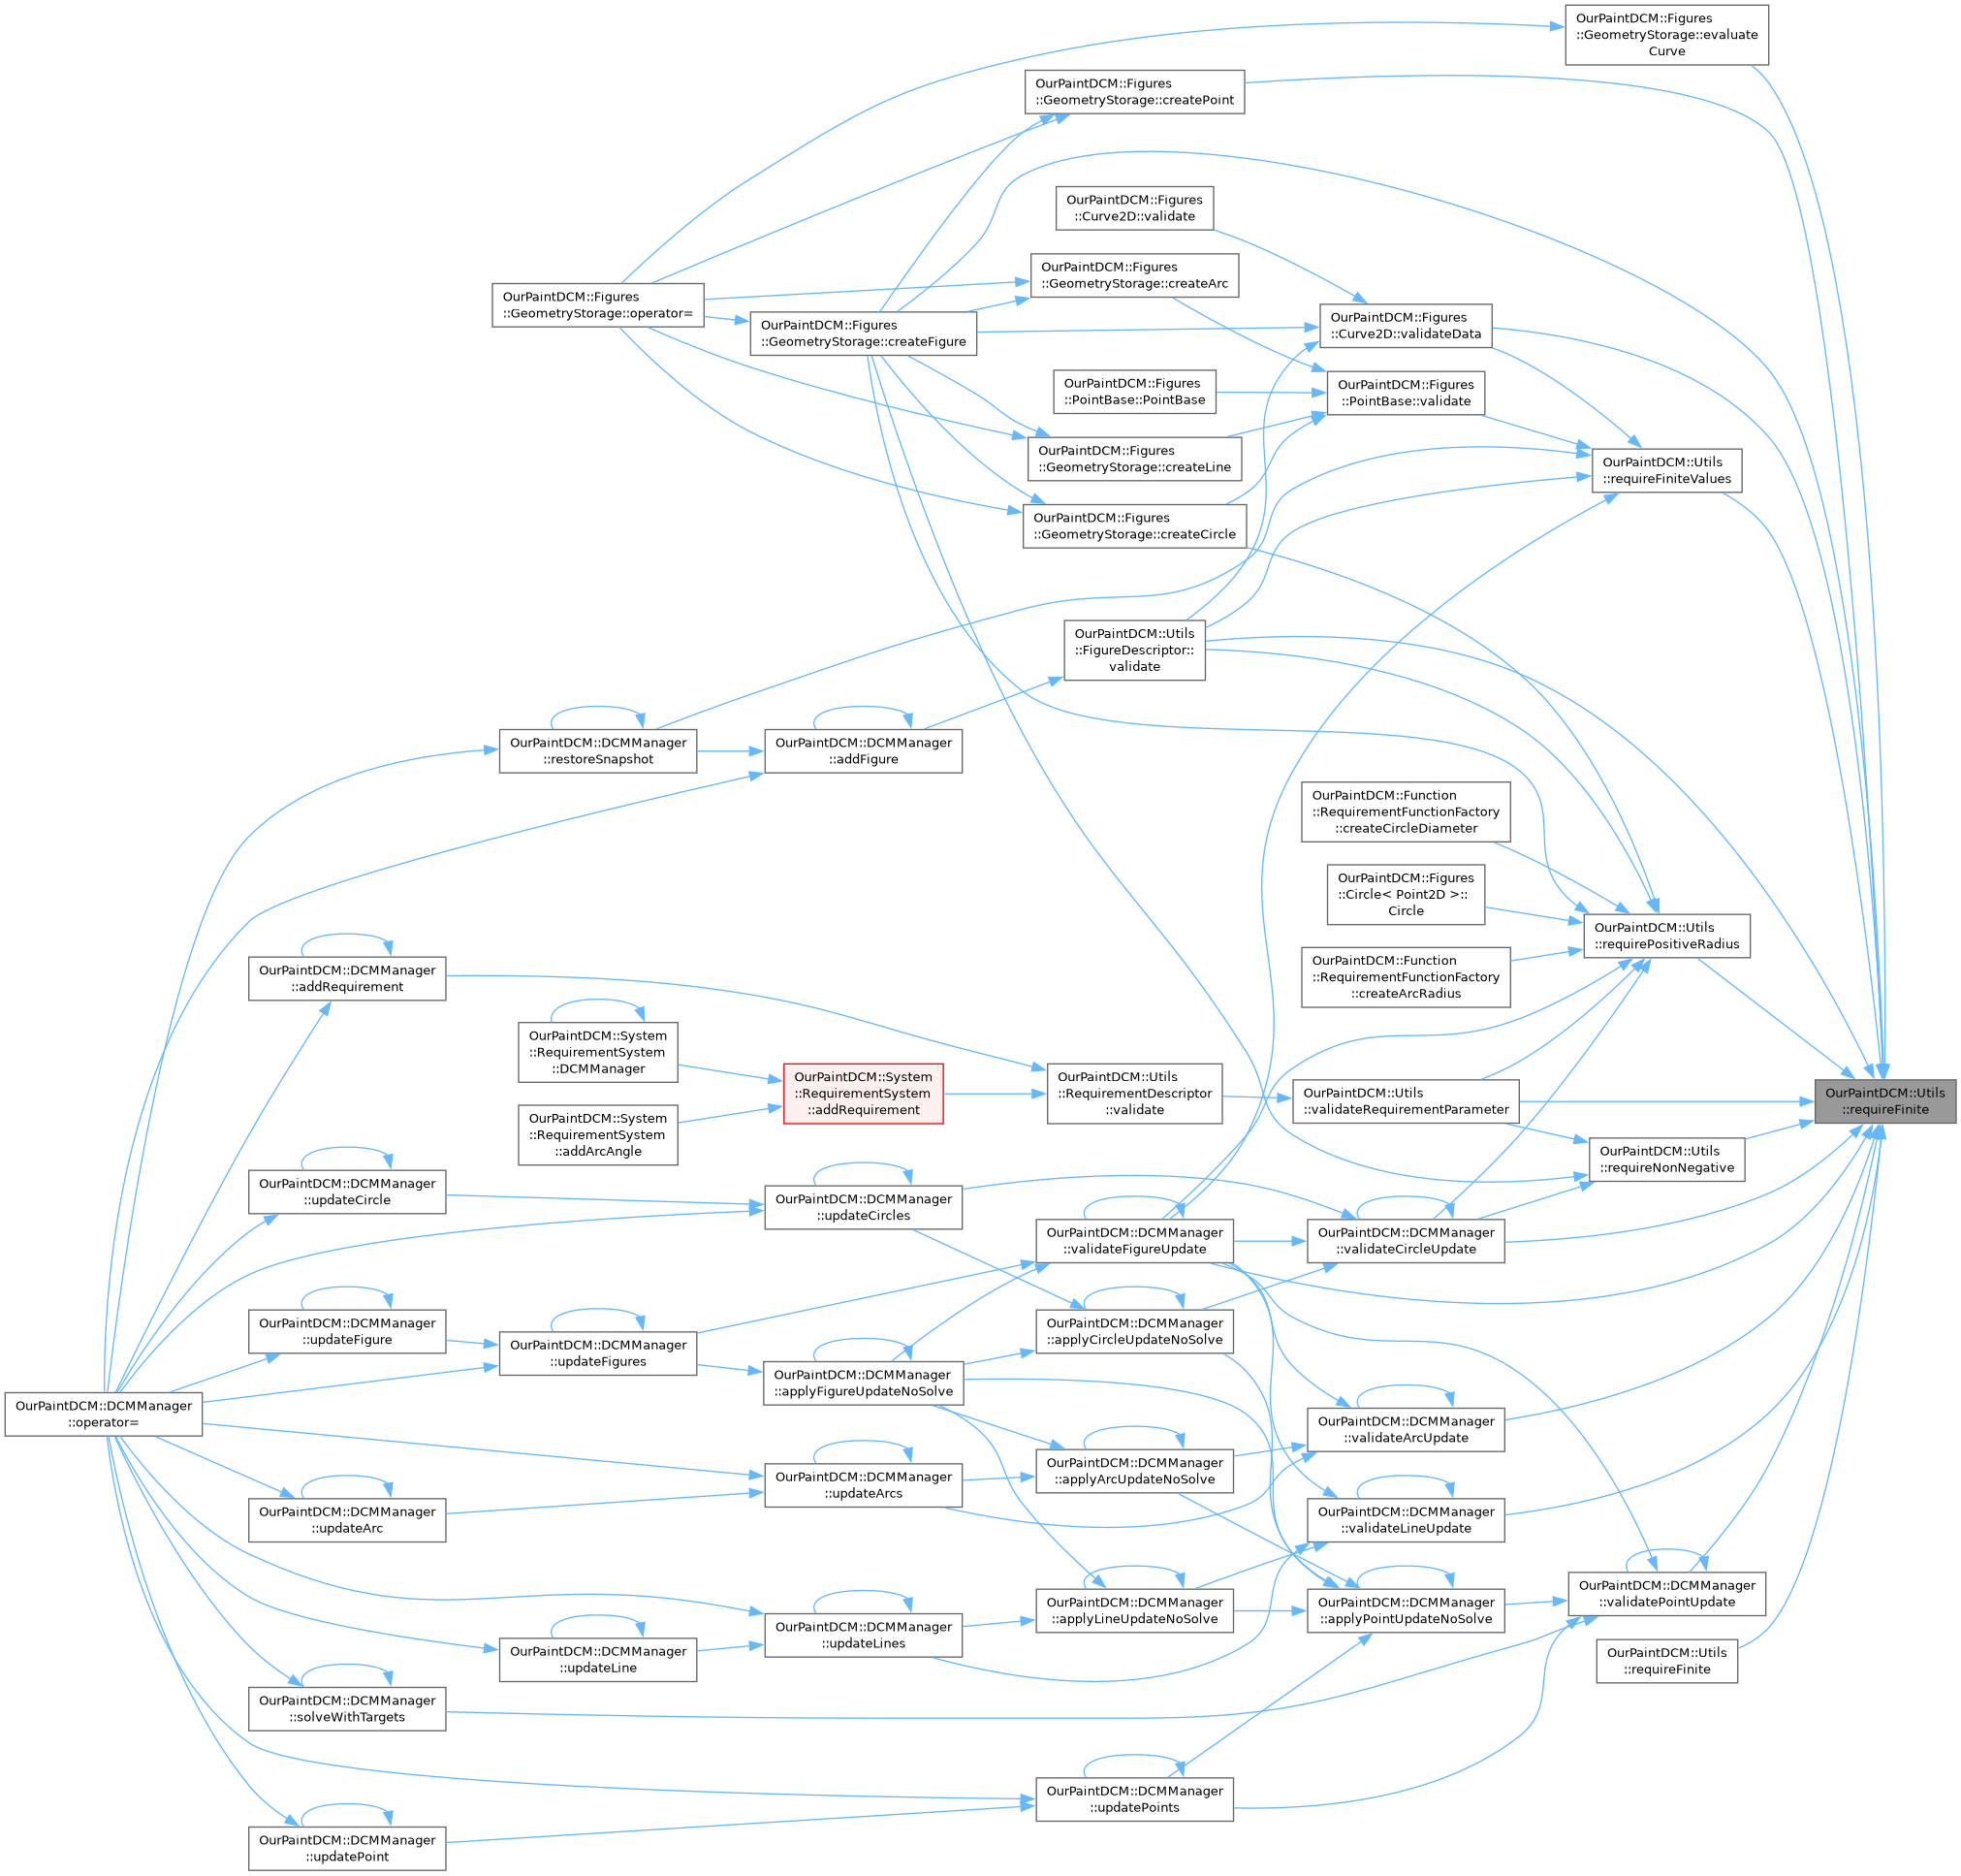 OurPaintDCM::Figures
::GeometryStorage::evaluate
Curve
OurPaintDCM::Figures
::GeometryStorage::createPoint
OurPaintDCM::Figures
::Curve2D::validate
OurPaintDCM::Figures
::GeometryStorage::createArc
OurPaintDCM::Figures
::GeometryStorage::operator=
OurPaintDCM::Figures
::GeometryStorage::createFigure
OurPaintDCM::Figures
::Curve2D::validateData
OurPaintDCM::Figures
::PointBase::PointBase
OurPaintDCM::Figures
::PointBase::validate
OurPaintDCM::Figures
::GeometryStorage::createLine
OurPaintDCM::Utils
::requireFiniteValues
OurPaintDCM::Figures
::GeometryStorage::createCircle
OurPaintDCM::Utils
::FigureDescriptor::
validate
OurPaintDCM::DCMManager
::restoreSnapshot
OurPaintDCM::DCMManager
::addFigure
OurPaintDCM::Function
::RequirementFunctionFactory
::createCircleDiameter
OurPaintDCM::Figures
::Circle< Point2D >::
Circle
OurPaintDCM::Utils
::requirePositiveRadius
OurPaintDCM::Function
::RequirementFunctionFactory
::createArcRadius
OurPaintDCM::DCMManager
::addRequirement
OurPaintDCM::System
::RequirementSystem
::DCMManager
OurPaintDCM::System
::RequirementSystem
::addRequirement
OurPaintDCM::Utils
::RequirementDescriptor
::validate
OurPaintDCM::Utils
::validateRequirementParameter
OurPaintDCM::Utils
::requireFinite
OurPaintDCM::System
::RequirementSystem
::addArcAngle
OurPaintDCM::Utils
::requireNonNegative
OurPaintDCM::DCMManager
::updateCircle
OurPaintDCM::DCMManager
::updateCircles
OurPaintDCM::DCMManager
::validateFigureUpdate
OurPaintDCM::DCMManager
::validateCircleUpdate
OurPaintDCM::DCMManager
::updateFigure
OurPaintDCM::DCMManager
::updateFigures
OurPaintDCM::DCMManager
::applyCircleUpdateNoSolve
OurPaintDCM::DCMManager
::applyFigureUpdateNoSolve
OurPaintDCM::DCMManager
::operator=
OurPaintDCM::DCMManager
::validateArcUpdate
OurPaintDCM::DCMManager
::applyArcUpdateNoSolve
OurPaintDCM::DCMManager
::updateArcs
OurPaintDCM::DCMManager
::updateArc
OurPaintDCM::DCMManager
::validateLineUpdate
OurPaintDCM::DCMManager
::validatePointUpdate
OurPaintDCM::DCMManager
::applyLineUpdateNoSolve
OurPaintDCM::DCMManager
::applyPointUpdateNoSolve
OurPaintDCM::DCMManager
::updateLines
OurPaintDCM::DCMManager
::updateLine
OurPaintDCM::Utils
::requireFinite
OurPaintDCM::DCMManager
::solveWithTargets
OurPaintDCM::DCMManager
::updatePoints
OurPaintDCM::DCMManager
::updatePoint